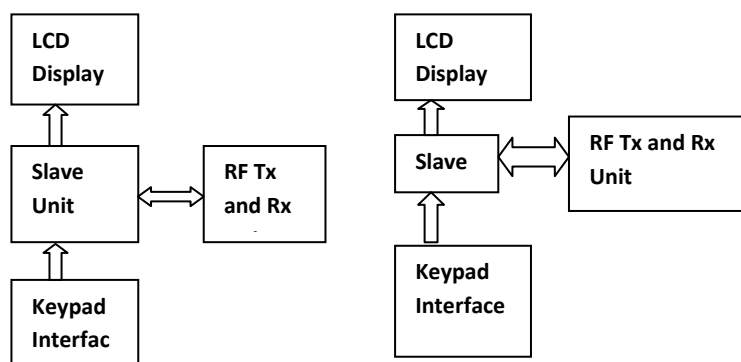 LCD
Display
Slave
Unit
RF Tx
and Rx
Keypad
Interfac
LCD
Display
Slave
RF Tx and Rx
Unit
Keypad
Interface